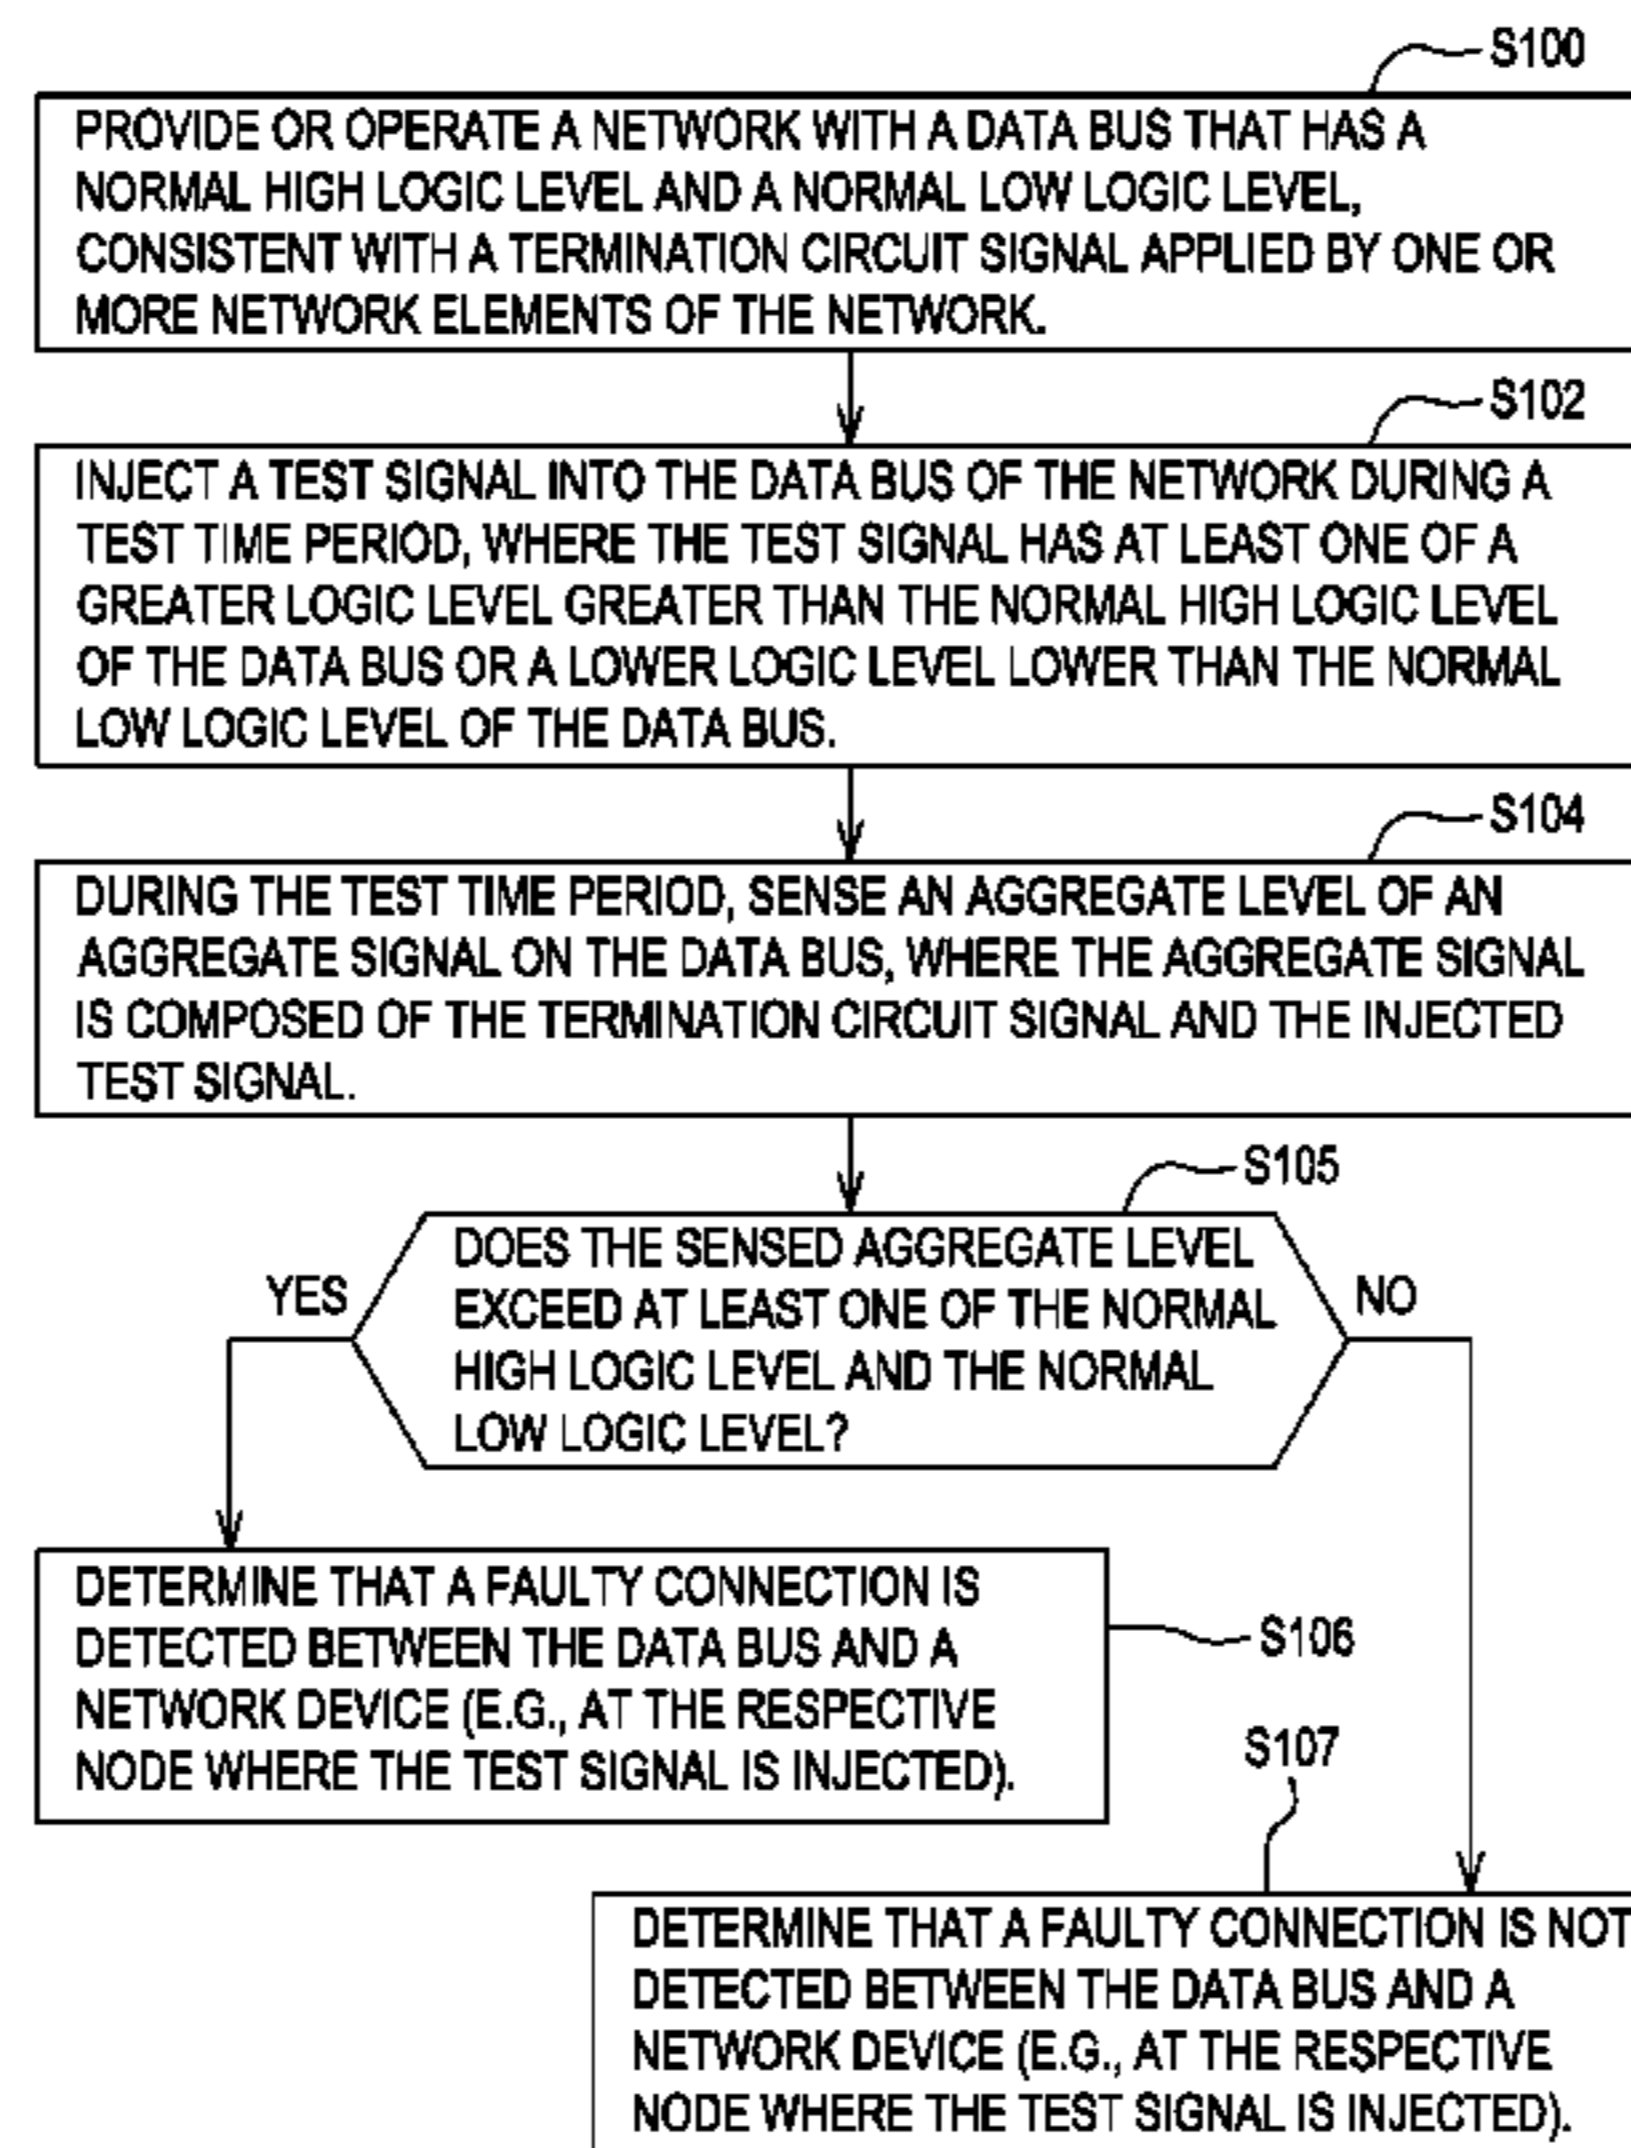 S100
PROVIDE OR OPERATE A NETWORK WITH A DATA BUS THAT HAS A
NORMAL HIGH LOGIC LEVEL AND A NORMAL LOW LOGIC LEVEL,
CONSISTENT WITH A TERMINATION CIRCUIT SIGNAL APPLIED BY ONE OR
MORE NETWORK ELEMENTS OF THE NETWORK.
S102
INJECT A TEST SIGNAL INTO THE DATA BUS OF THE NETWORK DURING A
TEST TIME PERIOD, WHERE THE TEST SIGNAL HAS AT LEAST ONE OF A
GREATER LOGIC LEVEL GREATER THAN THE NORMAL HIGH LOGIC LEVEL
OF THE DATA BUS OR A LOWER LOGIC LEVEL LOWER THAN THE NORMAL
LOW LOGIC LEVEL OF THE DATA BUS.
S104
DURING THE TEST TIME PERIOD, SENSE AN AGGREGATE LEVEL OF AN
AGGREGATE SIGNAL ON THE DATA BUS, WHERE THE AGGREGATE SIGNAL
IS COMPOSED OF THE TERMINATION CIRCUIT SIGNAL AND THE INJECTED
TEST SIGNAL.
S105
DOES THE SENSED AGGREGATE LEVEL
EXCEED AT LEAST ONE OF THE NORMAL
HIGH LOGIC LEVEL AND THE NORMAL
LOW LOGIC LEVEL?
YES
NO
DETERMINE THAT A FAULTY CONNECTION IS
DETECTED BETWEEN THE DATA BUS AND A
NETWORK DEVICE (E.G., AT THE RESPECTIVE
NODE WHERE THE TEST SIGNAL IS INJECTED).
S106
S107
DETERMINE THAT A FAULTY CONNECTION IS NOT
DETECTED BETWEEN THE DATA BUS AND A
NETWORK DEVICE (E.G., AT THE RESPECTIVE
NODE WHERE THE TEST SIGNAL IS INJECTED).